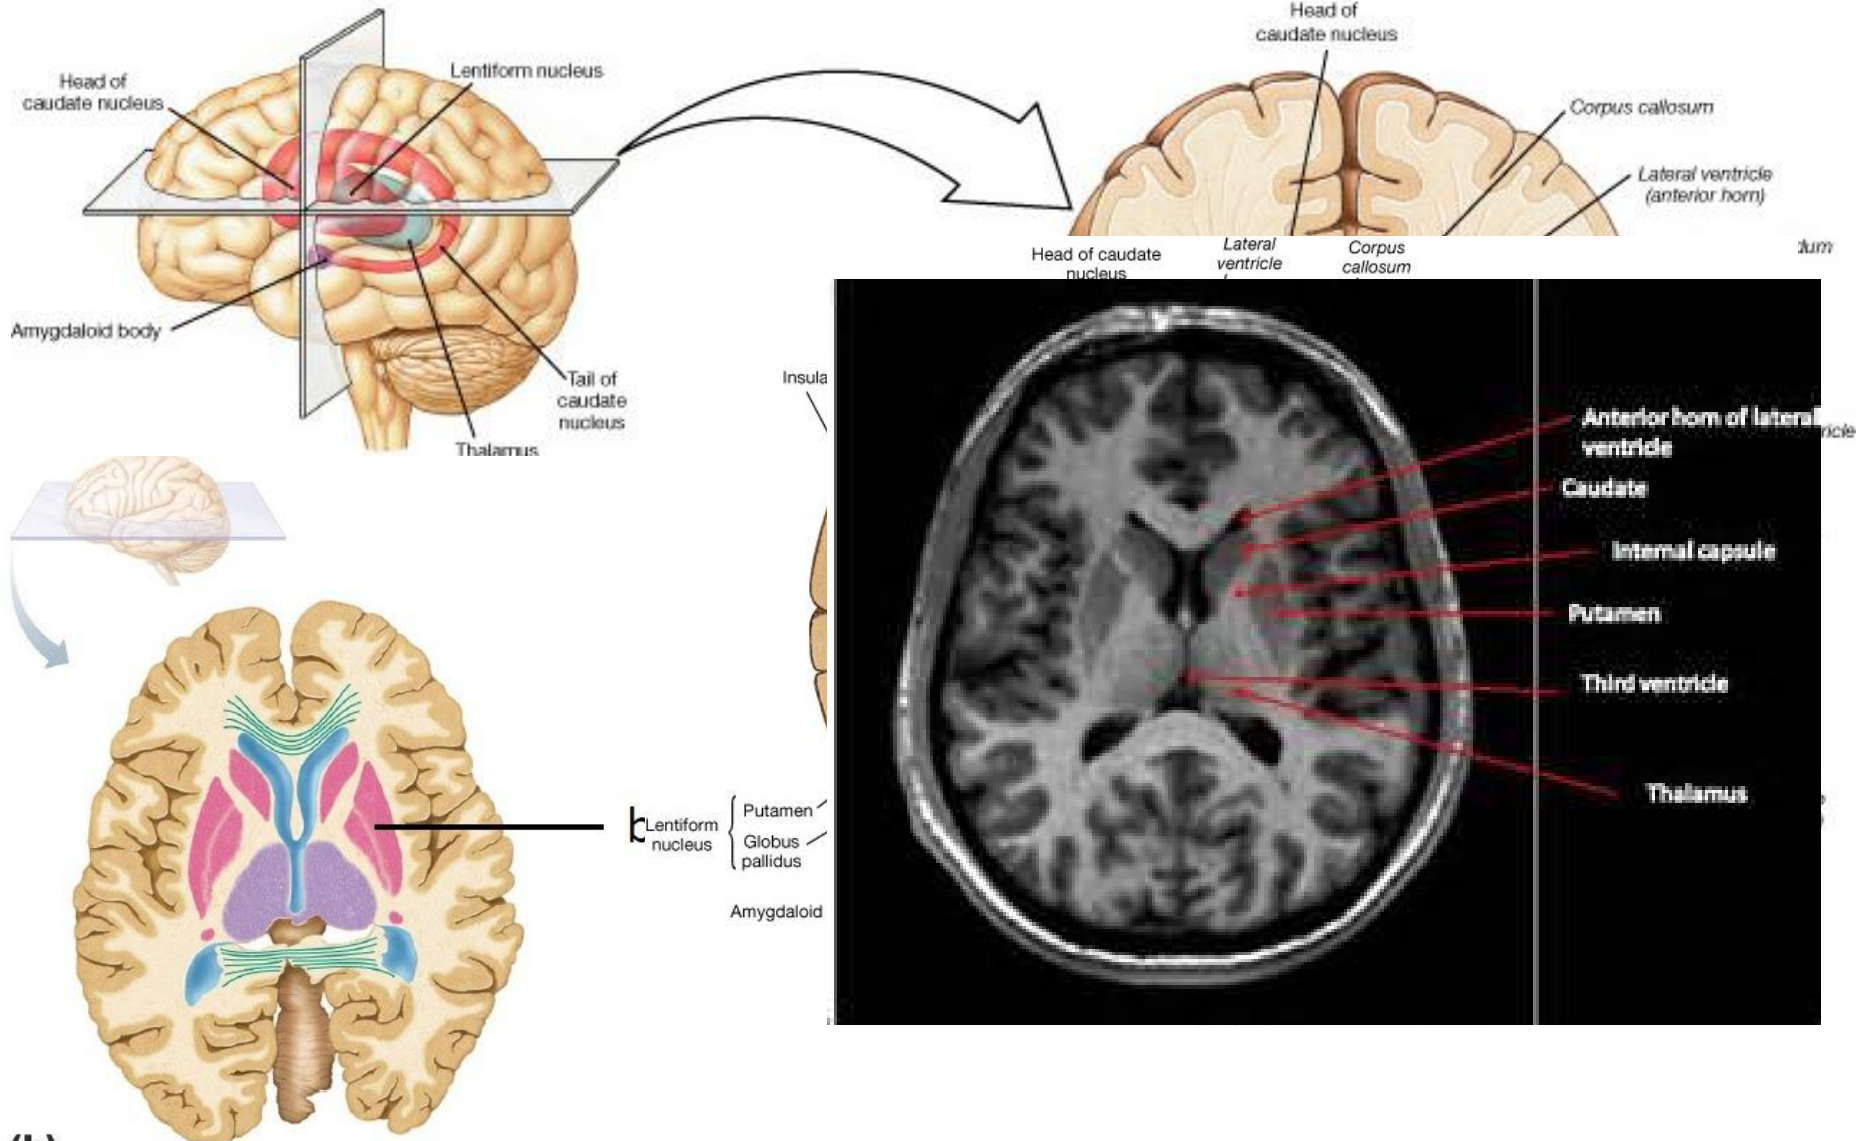 Head of
caudate nucleus
Lentiform nucleus
Amygdaloid body
Tail of
caudate
nucleus
Thalamus
Head of
caudate nucleus
Corpus callosum
Lateral ventricle
(anterior horn)
Head of caudate
nucleus
Lateral
ventricle
Corpus
callosum
Insula
Anterior horn of lateral
ventricle
Caudate
Internal capsule
Putamen
Third ventricle
Thalamus
b
Lentiform
nucleus
Putamen
Globus
pallidus
Amygdaloid
(b)